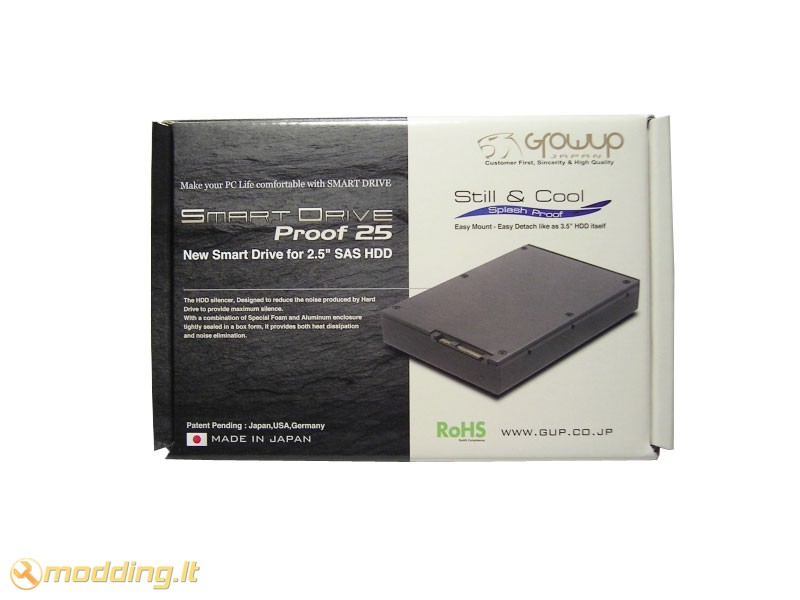 Make your PC Life comfortable with SMART DRIVE
SMART DRIVE
Proof 25
New Smart Drive for 2.5" SAS HDD
The HDD silencer, Designed to reduce the noise produced by Hard
Drive to provide maximum silence.
With a combination of Special Foam and Aluminum enclosure
tightly sealed in a box form, it provides both heat dissipation
and noise elimination.
Patent Pending : Japan,USA,Germany
MADE IN JAPAN
GROWUP
JAPAN
Customer First, Sincerity & High Quality
Still & Cool
Splash Proof
Easy Mount - Easy Detach like as 3.5" HDD itself
RoHS
RoHS Compliance
WWW.GUP.CO.JP
modding.lt